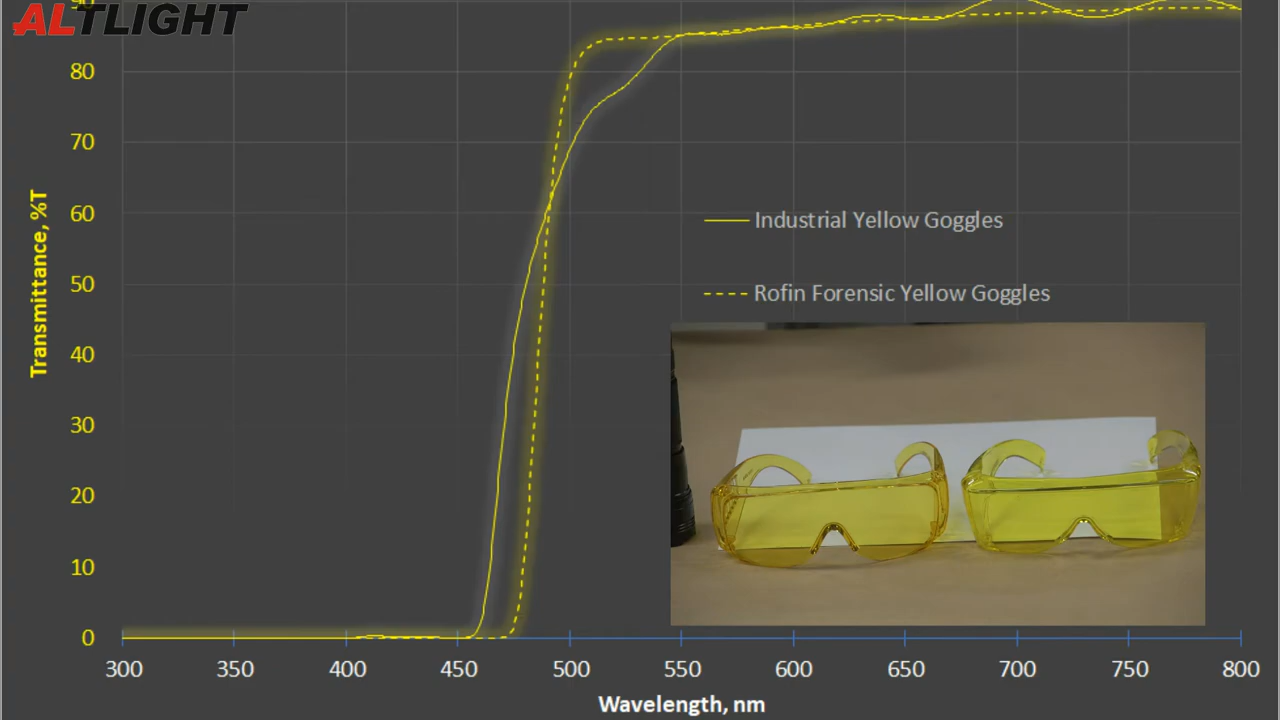 90
ALTLIGHT
80
70
60
50
40
30
20
10
0
Transmittance, %T
Industrial Yellow Goggles
Rofin Forensic Yellow Goggles
300 350 400 450 500 550 600 650 700 750 800
Wavelength, nm